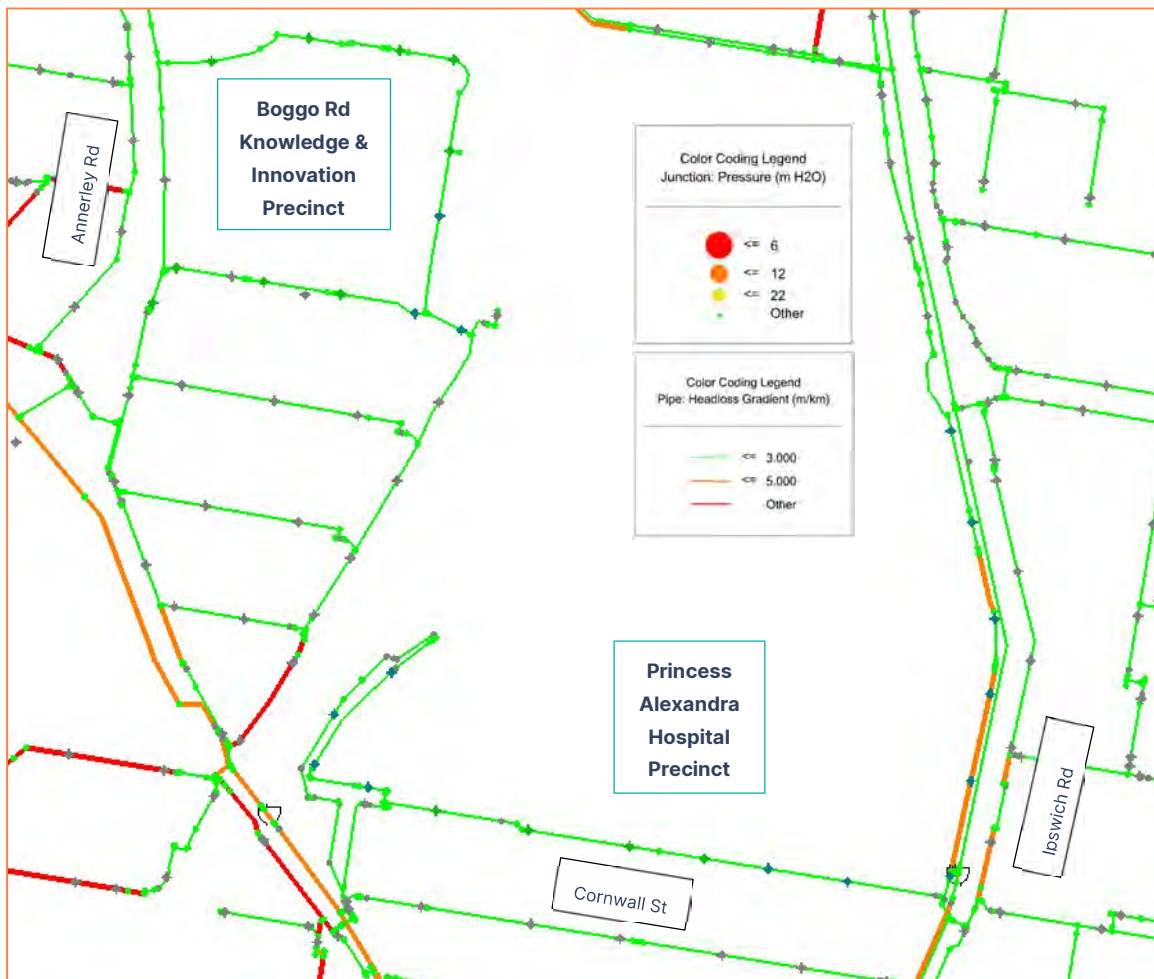 Boggo Rd
Knowledge &
Innovation
Precinct
Annerley Rd
Color Coding Legend
Junction: Pressure (m H2O)
<= 6
<= 12
<= 22
Other
Color Coding Legend
Pipe: Headloss Gradient (m/km)
<= 3.000
<= 5.000
Other
Princess
Alexandra
Hospital
Precinct
Ipswich Rd
Cornwall St